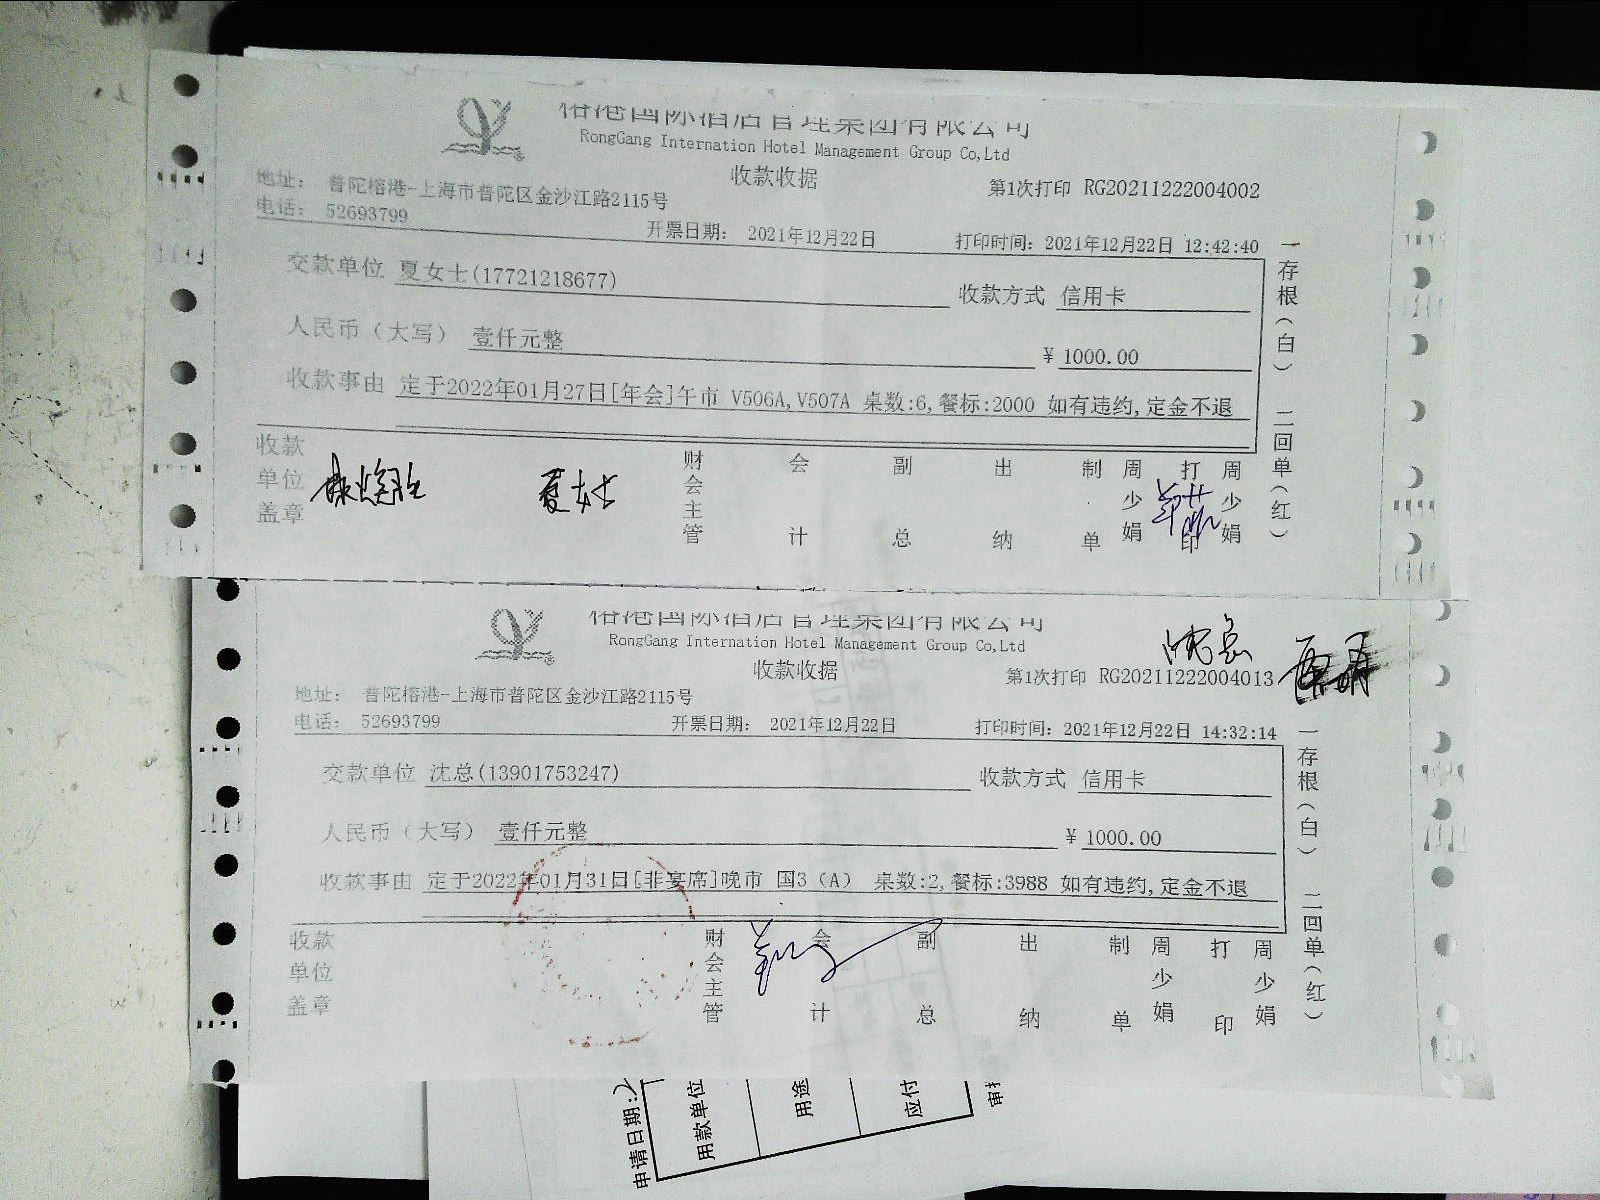 榕港国际酒店管理集团有限公司
RongGang Internation Hotel Management Group Co,Ltd
收款收据
第1次打印 RG20211222004002
地址： 普陀榕港-上海市普陀区金沙江路2115号
电话： 52693799
开票日期： 2021年12月22日
打印时间：2021年12月22日 12:42:40
交款单位 夏女士(17721218677)
收款方式 信用卡
人民币（大写） 壹仟元整
¥ 1000.00
收款事由 定于2022年01月27日[年会]午市 V506A,V507A 桌数:6,餐标:2000 如有违约,定金不退
收款单位盖章
夏女士
财会主管
会计
副总
出纳
制单
周少娟
打印
周少娟
一存根（白） 二回单（红）
榕港国际酒店管理集团有限公司
RongGang Internation Hotel Management Group Co,Ltd
收款收据
沈总
第1次打印 RG20211222004013
地址： 普陀榕港-上海市普陀区金沙江路2115号
电话： 52693799
开票日期： 2021年12月22日
打印时间：2021年12月22日 14:32:14
交款单位 沈总(13901753247)
收款方式 信用卡
人民币（大写） 壹仟元整
¥ 1000.00
收款事由 定于2022年01月31日[非宴席]晚市 国3（A） 桌数:2,餐标:3988 如有违约,定金不退
收款单位盖章
财会主管
会计
副总
出纳
制单
周少娟
打印
周少娟
一存根（白） 二回单（红）
申请日期：
用款单位
用途
应付